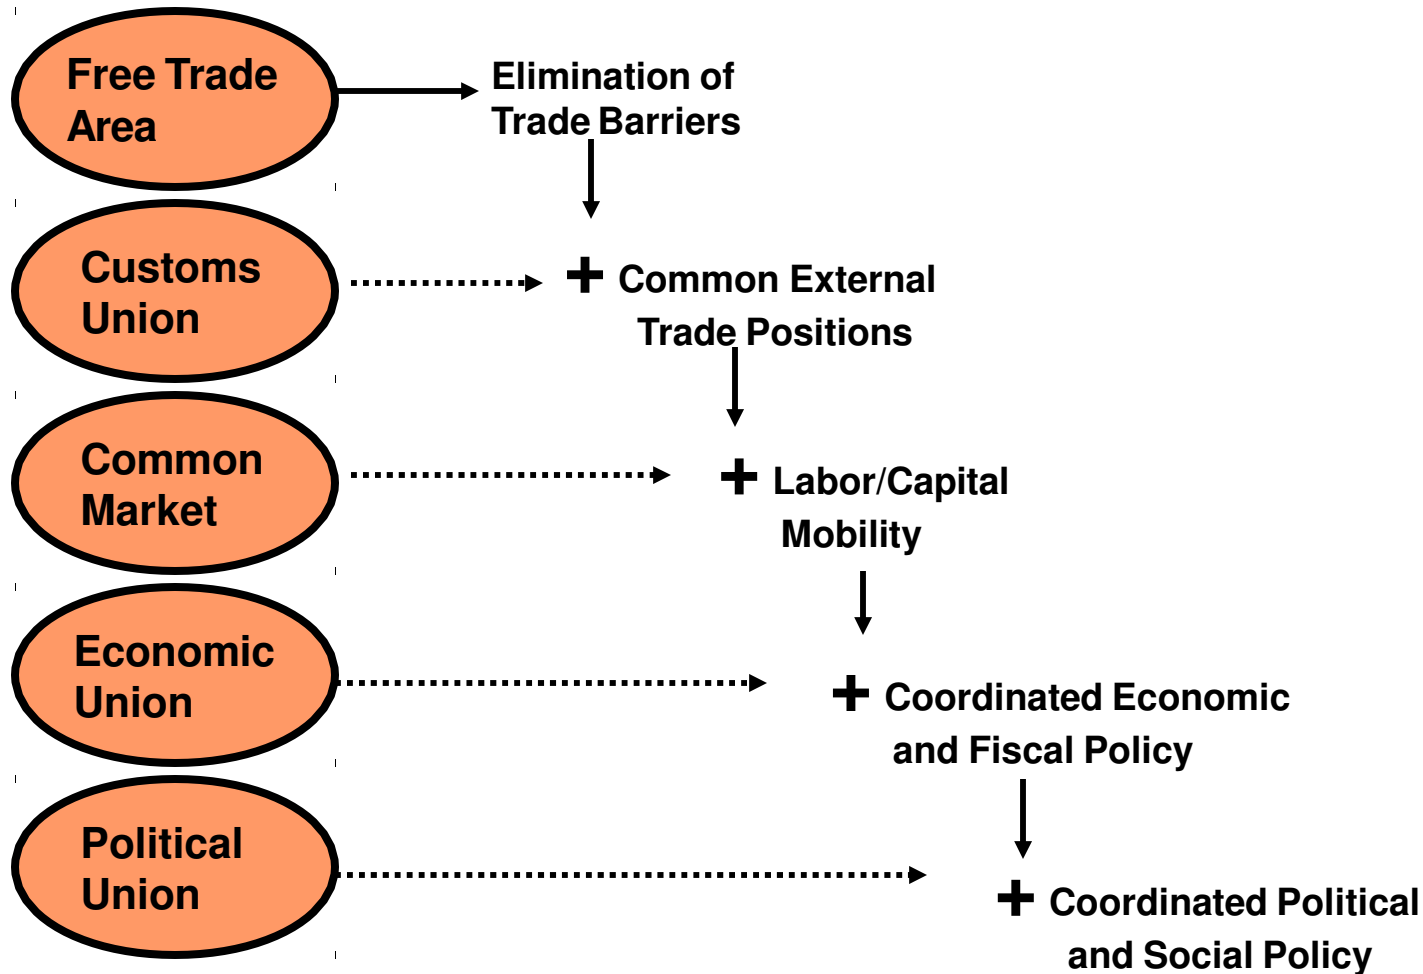 Free Trade
Area
Elimination of
Trade Barriers
Customs
Union
+ Common External
Trade Positions
Common
Market
+ Labor/Capital
Mobility
Economic
Union
+ Coordinated Economic
and Fiscal Policy
Political
Union
+ Coordinated Political
and Social Policy